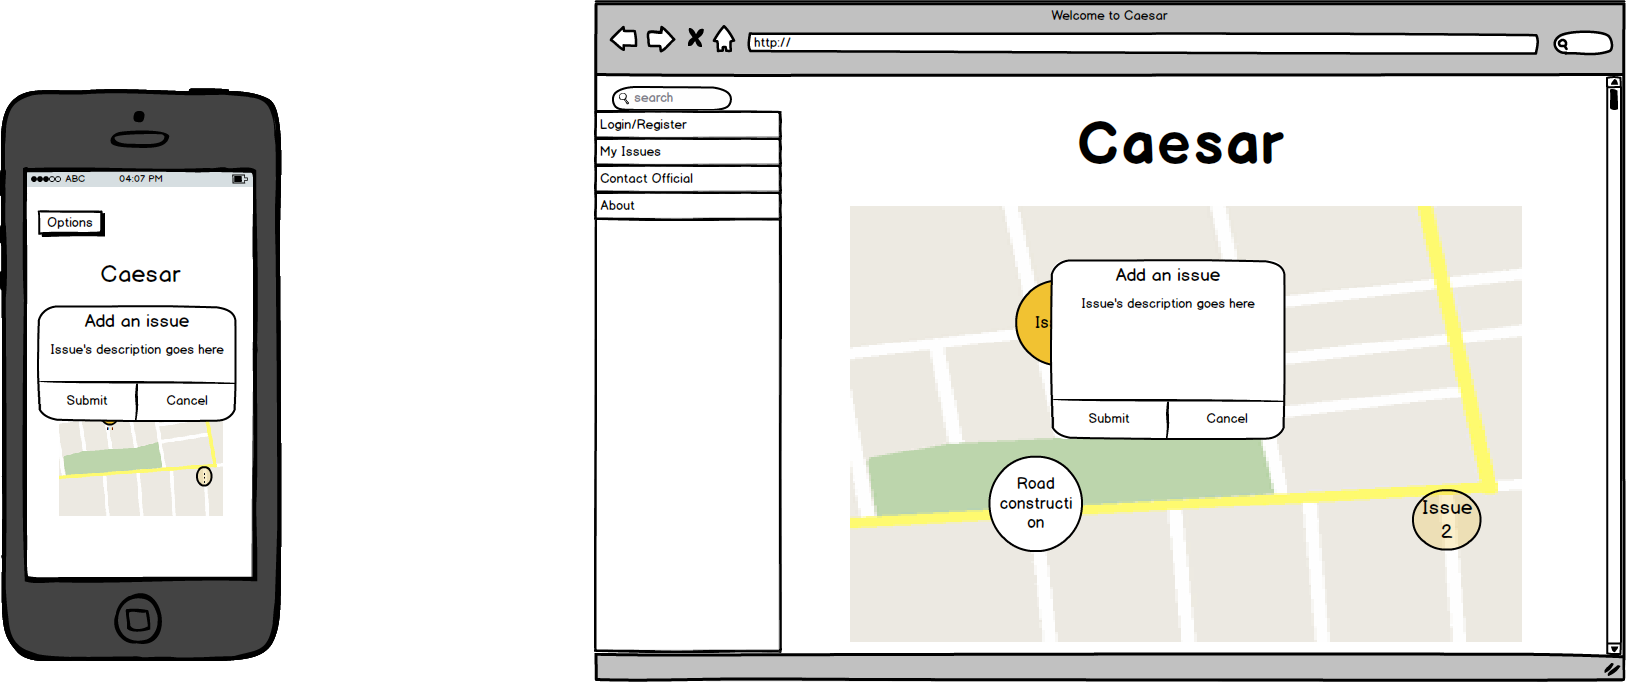 ABC 04:07 PM
Options
Caesar
Add an issue
Issue's description goes here
Submit Cancel
Welcome to Caesar
http://
search
Login/Register
My Issues
Contact Official
About
Caesar
Is
Add an issue
Issue's description goes here
Submit Cancel
Road
constructi
on
Issue
2